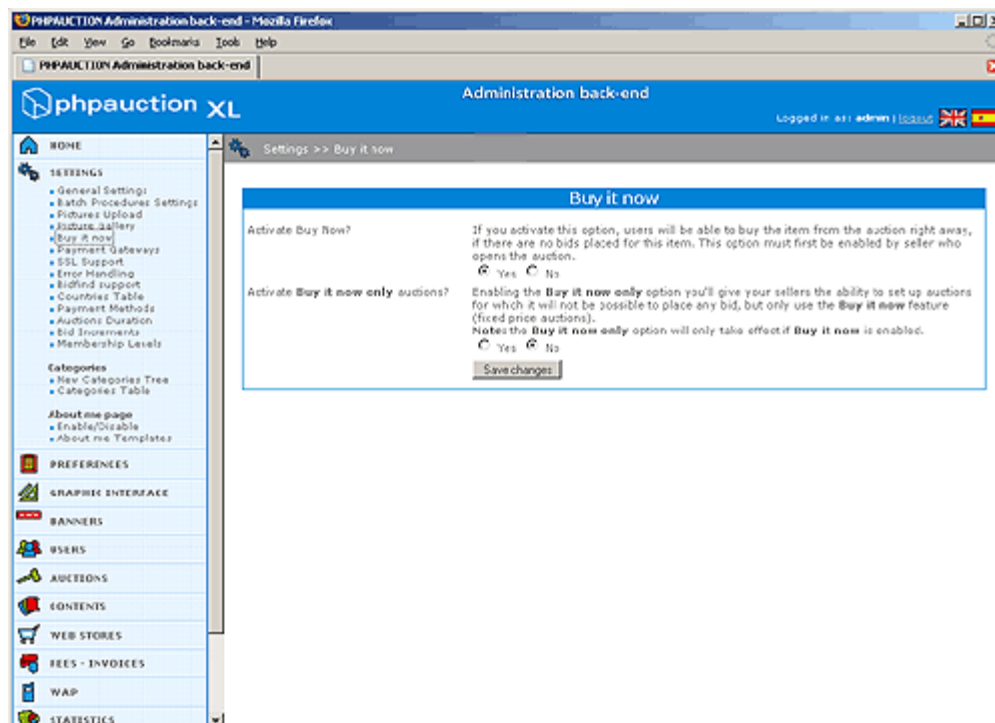 PHPAUCTION Administration back-end - Mozilla Firefox
File Edit View Go Bookmarks Tools Help
PHPAUCTION Administration back-end
phpauction XL
Administration back-end
Logged in as: admin | logout
HOME
SETTINGS
General Settings
Batch Procedures Settings
Pictures Upload
Picture Gallery
Buy it now
Payment Gateways
SSL Support
Error Handling
Bidfind support
Countries Table
Payment Methods
Auctions Duration
Bid Increments
Membership Levels
Categories
New Categories Tree
Categories Table
About me page
Enable/Disable
About me Templates
PREFERENCES
GRAPHIC INTERFACE
BANNERS
USERS
AUCTIONS
CONTENTS
WEB STORES
FEES - INVOICES
WAP
STATISTICS
Settings >> Buy it now
Buy it now
Activate Buy Now?
If you activate this option, users will be able to buy the item from the auction right away,
if there are no bids placed for this item. This option must first be enabled by seller who
opens the auction.
Yes No
Activate Buy it now only auctions?
Enabling the Buy it now only option you'll give your sellers the ability to set up auctions
for which it will not be possible to place any bid, but only use the Buy it now feature
(fixed price auctions).
Note: the Buy it now only option will only take effect if Buy it now is enabled.
Yes No
Save changes